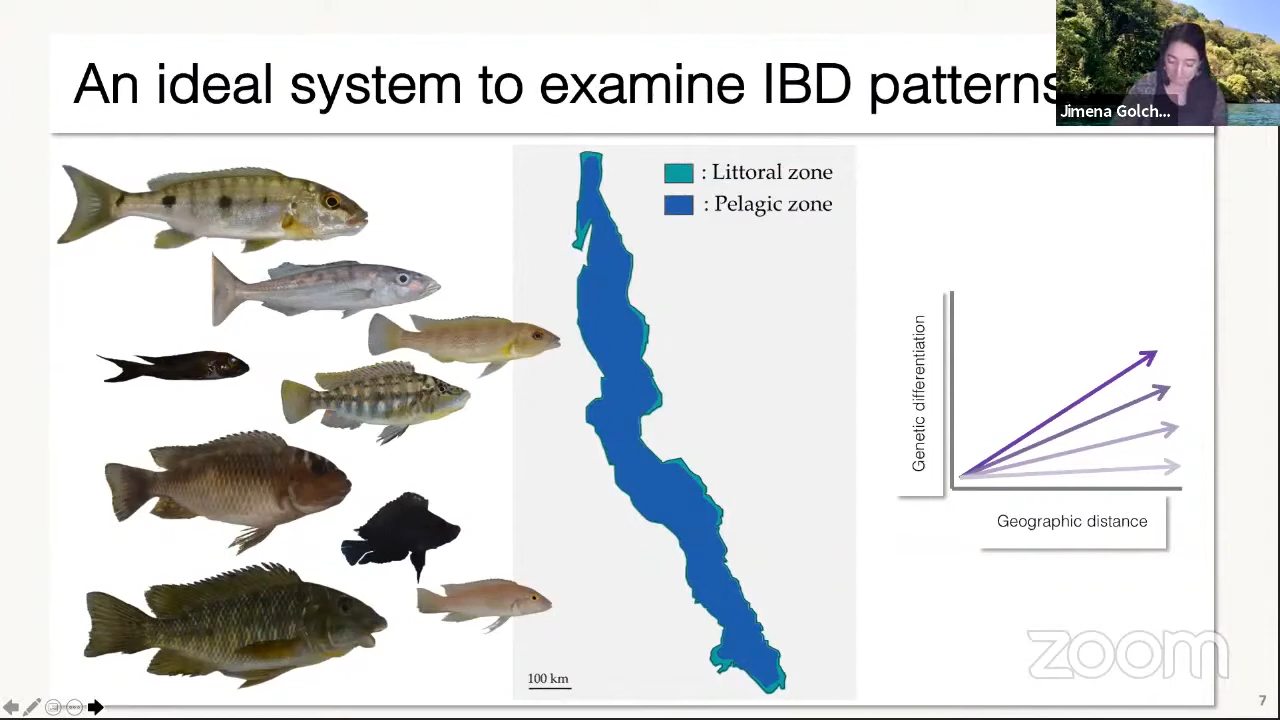 An ideal system to examine IBD patterns
Jimena Golch...
: Littoral zone
: Pelagic zone
Genetic differentiation
Geographic distance
100 km
zoom
7